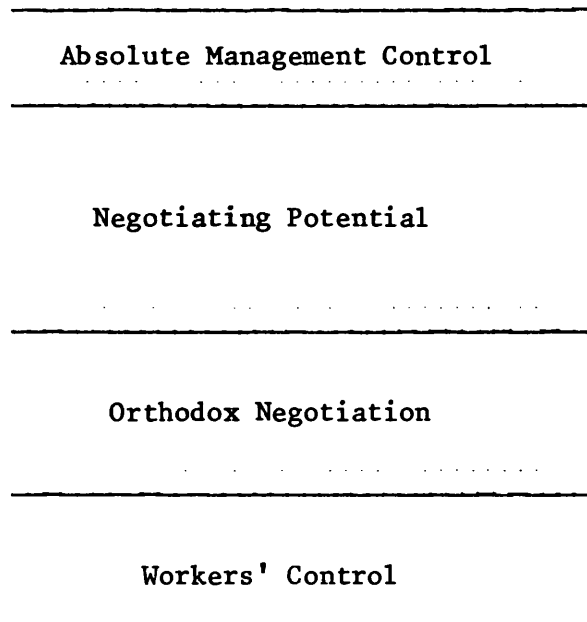 Absolute Management Control
Negotiating Potential
Orthodox Negotiation
Workers' Control